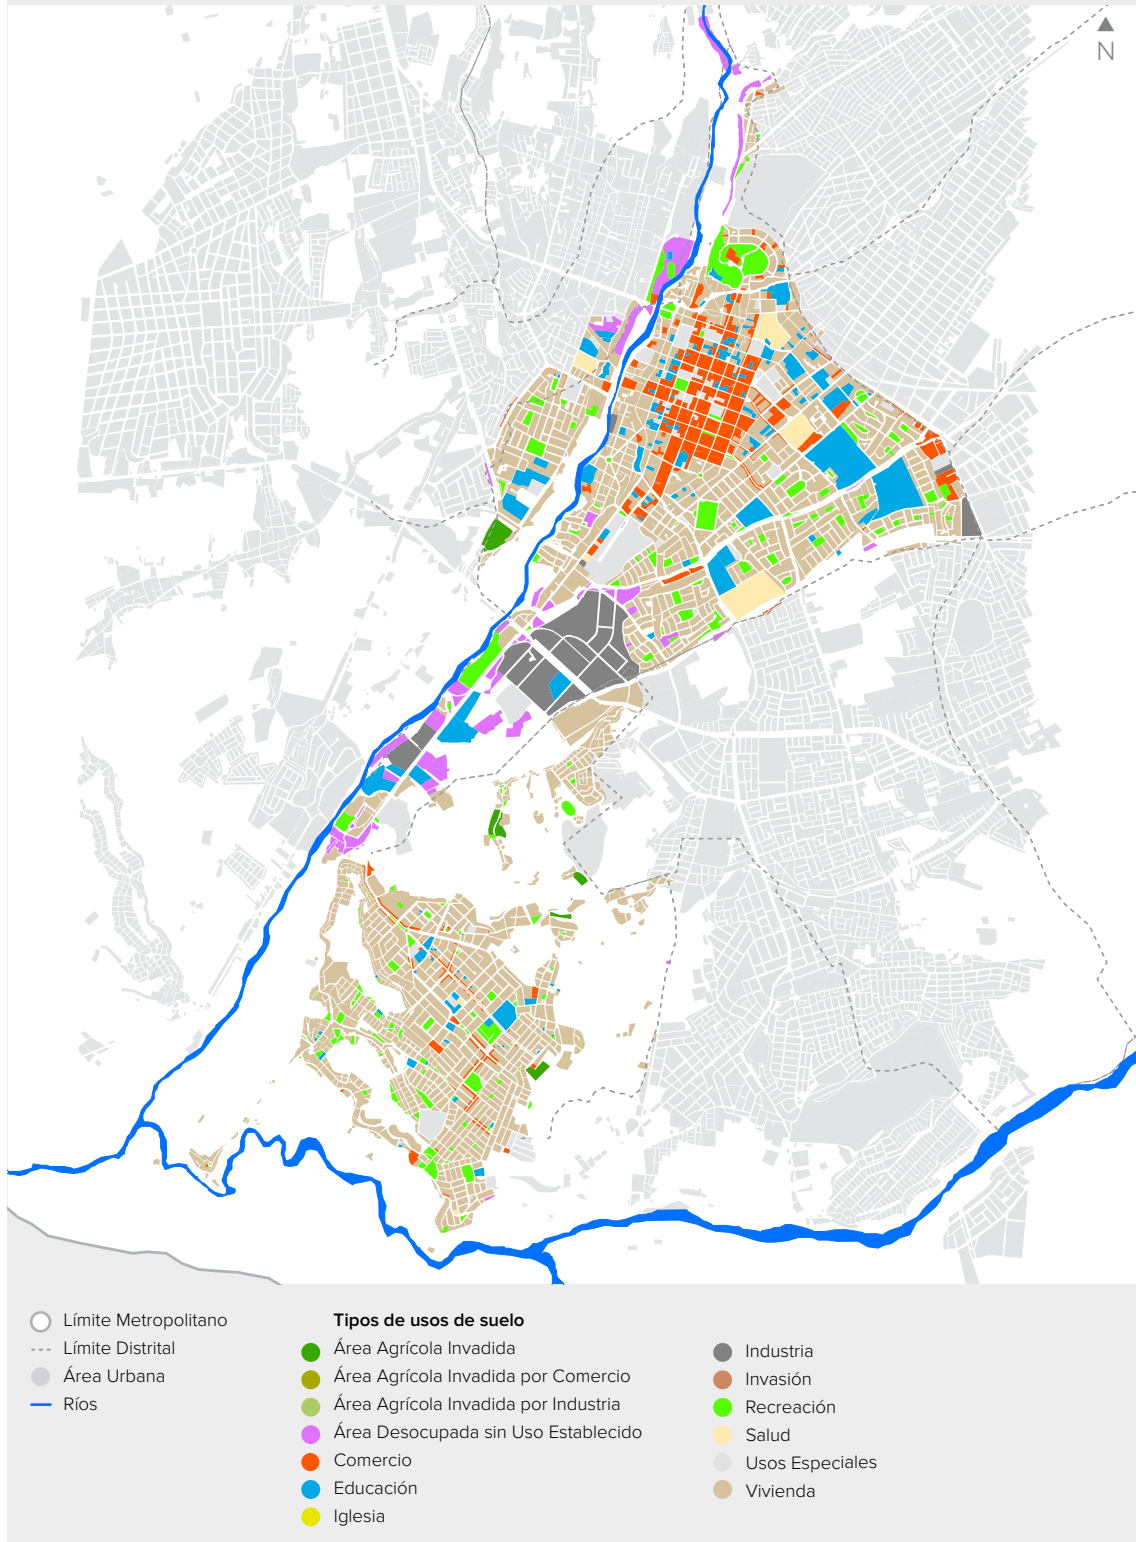 N
Límite Metropolitano
Límite Distrital
Área Urbana
Ríos
Tipos de usos de suelo
Área Agrícola Invadida
Área Agrícola Invadida por Comercio
Área Agrícola Invadida por Industria
Área Desocupada sin Uso Establecido
Comercio
Educación
Iglesia
Industria
Invasión
Recreación
Salud
Usos Especiales
Vivienda